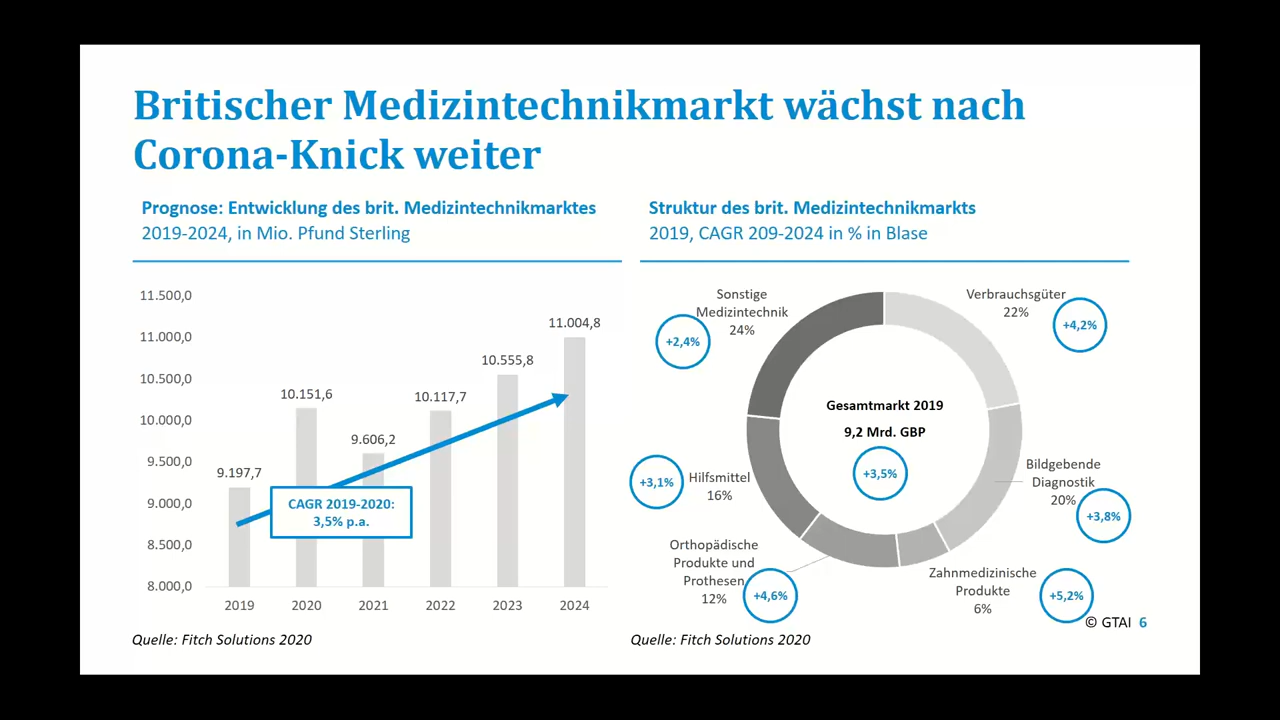 Britischer Medizintechnikmarkt wächst nach
Corona-Knick weiter
Prognose: Entwicklung des brit. Medizintechnikmarktes
2019-2024, in Mio. Pfund Sterling
11.500,0
11.000,0
10.500,0
10.000,0
9.500,0
9.000,0
8.500,0
8.000,0
9.197,7
10.151,6
9.606,2
10.117,7
10.555,8
11.004,8
CAGR 2019-2020:
3,5% p.a.
2019
2020
2021
2022
2023
2024
Quelle: Fitch Solutions 2020
Struktur des brit. Medizintechnikmarkts
2019, CAGR 209-2024 in % in Blase
Sonstige
Medizintechnik
24%
+2,4%
Verbrauchsgüter
22%
+4,2%
Gesamtmarkt 2019
9,2 Mrd. GBP
+3,5%
Hilfsmittel
16%
+3,1%
Bildgebende
Diagnostik
20%
+3,8%
Orthopädische
Produkte und
Prothesen
12%
+4,6%
Zahnmedizinische
Produkte
6%
+5,2%
Quelle: Fitch Solutions 2020
© GTAI 6